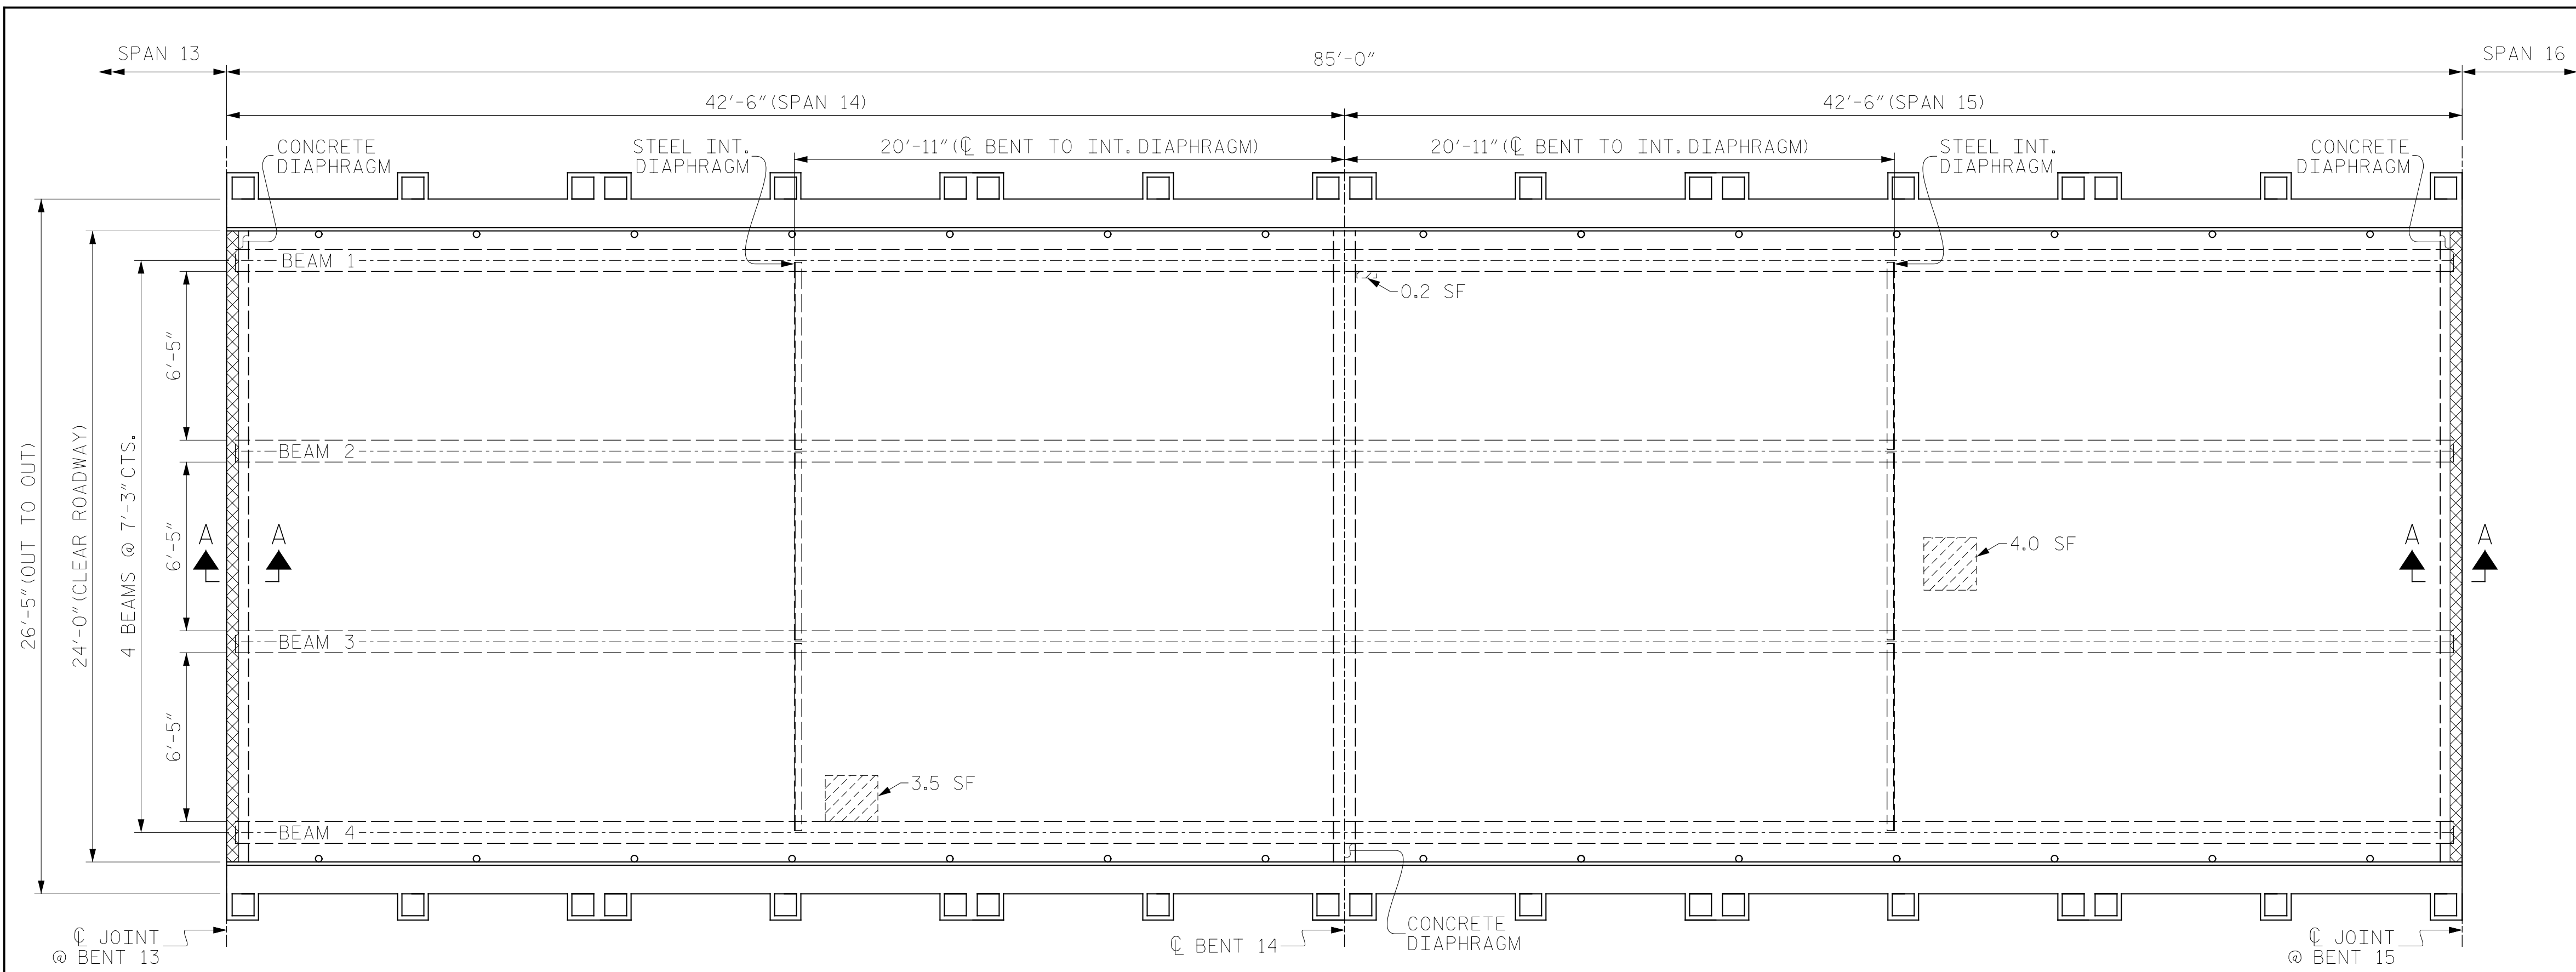 SPAN 13
85'-0"
SPAN 16
42'-6"(SPAN 14)
42'-6"(SPAN 15)
CONCRETE
DIAPHRAGM
STEEL INT.
DIAPHRAGM
20'-11"(℄ BENT TO INT. DIAPHRAGM)
20'-11"(℄ BENT TO INT. DIAPHRAGM)
STEEL INT.
DIAPHRAGM
CONCRETE
DIAPHRAGM
26'-5"(OUT TO OUT)
24'-0"(CLEAR ROADWAY)
4 BEAMS @ 7'-3" CTS.
6'-5"
6'-5"
6'-5"
BEAM 1
0.2 SF
BEAM 2
A
A
4.0 SF
A
A
BEAM 3
3.5 SF
BEAM 4
℄ JOINT
@ BENT 13
℄ BENT 14
CONCRETE
DIAPHRAGM
℄ JOINT
@ BENT 15